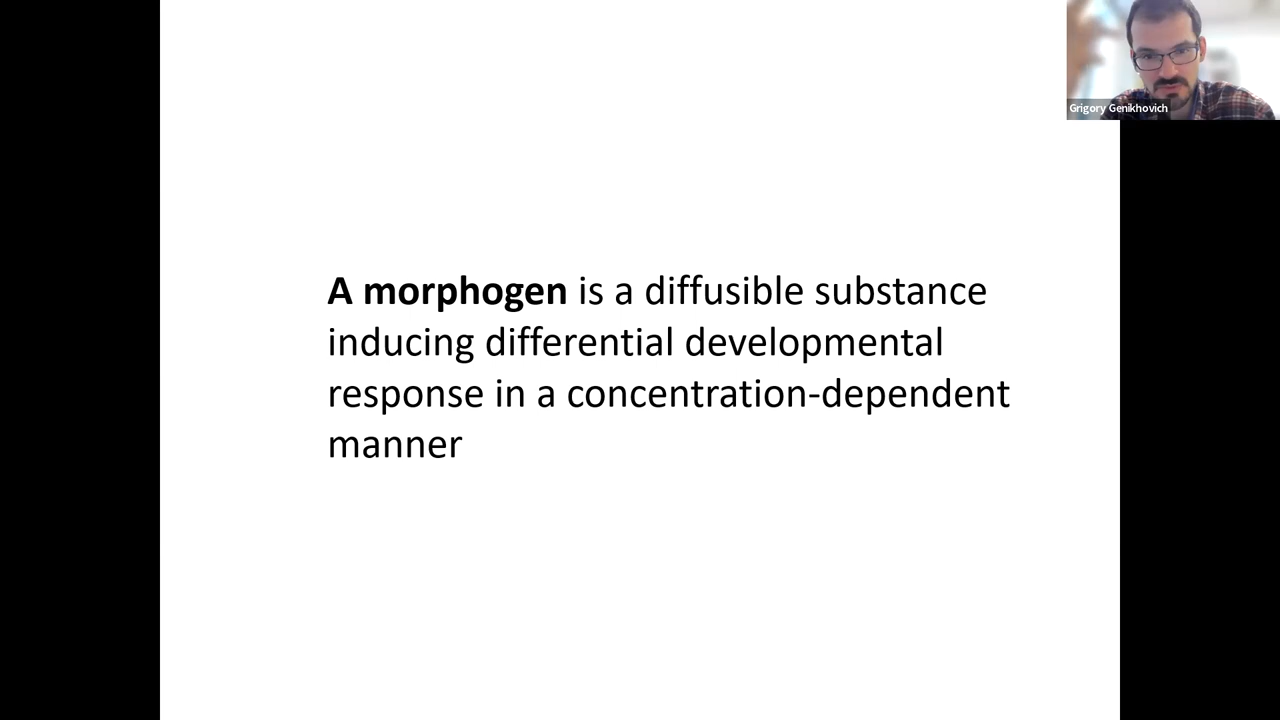 Grigory Genikhovich
A morphogen is a diffusible substance
inducing differential developmental
response in a concentration-dependent
manner